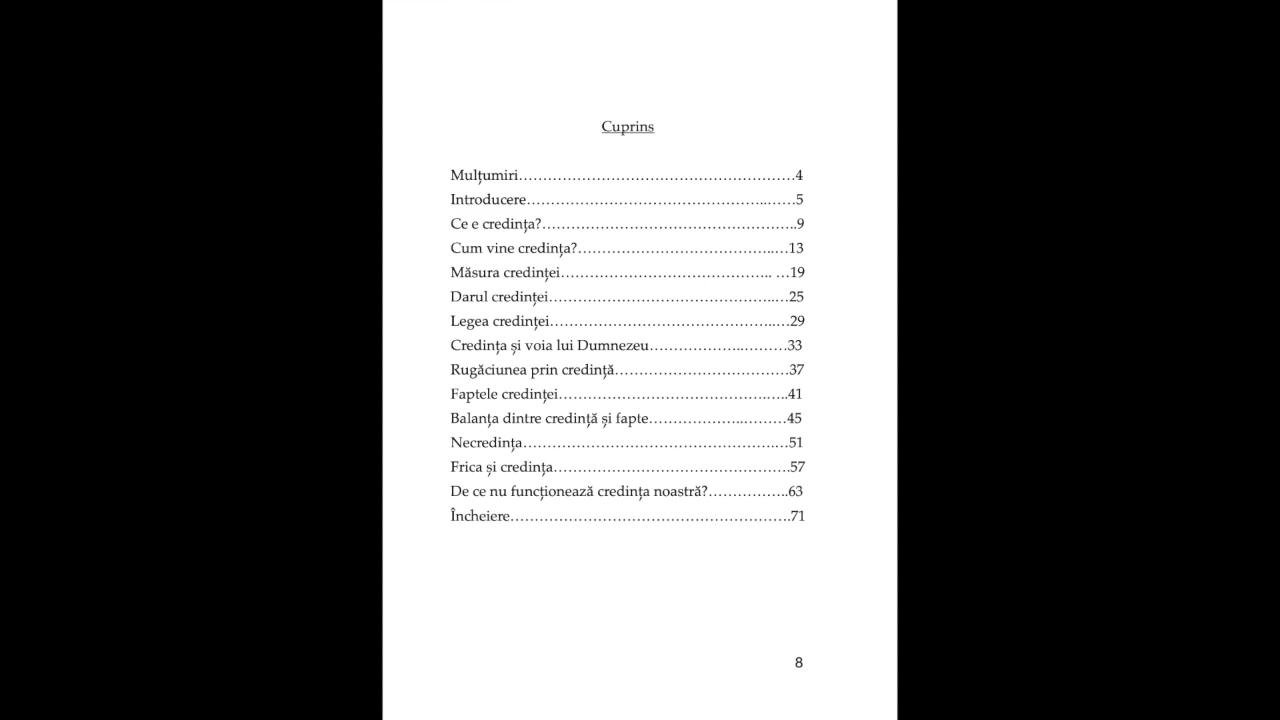 Cuprins
Mulțumiri…………………………………………………4
Introducere…………………………………………..……5
Ce e credința?……………………………………………..9
Cum vine credința?…………………………………..…13
Măsura credinței…………………………………….. …19
Darul credinței………………………………………..…25
Legea credinței………………………………………..…29
Credința și voia lui Dumnezeu………………..………33
Rugăciunea prin credință………………………………37
Faptele credinței…………………………………….…..41
Balanța dintre credință și fapte………………..………45
Necredința…………………………………………….…51
Frica și credința………………………………………….57
De ce nu funcționează credința noastră?……………..63
Încheiere………………………………………………….71
8